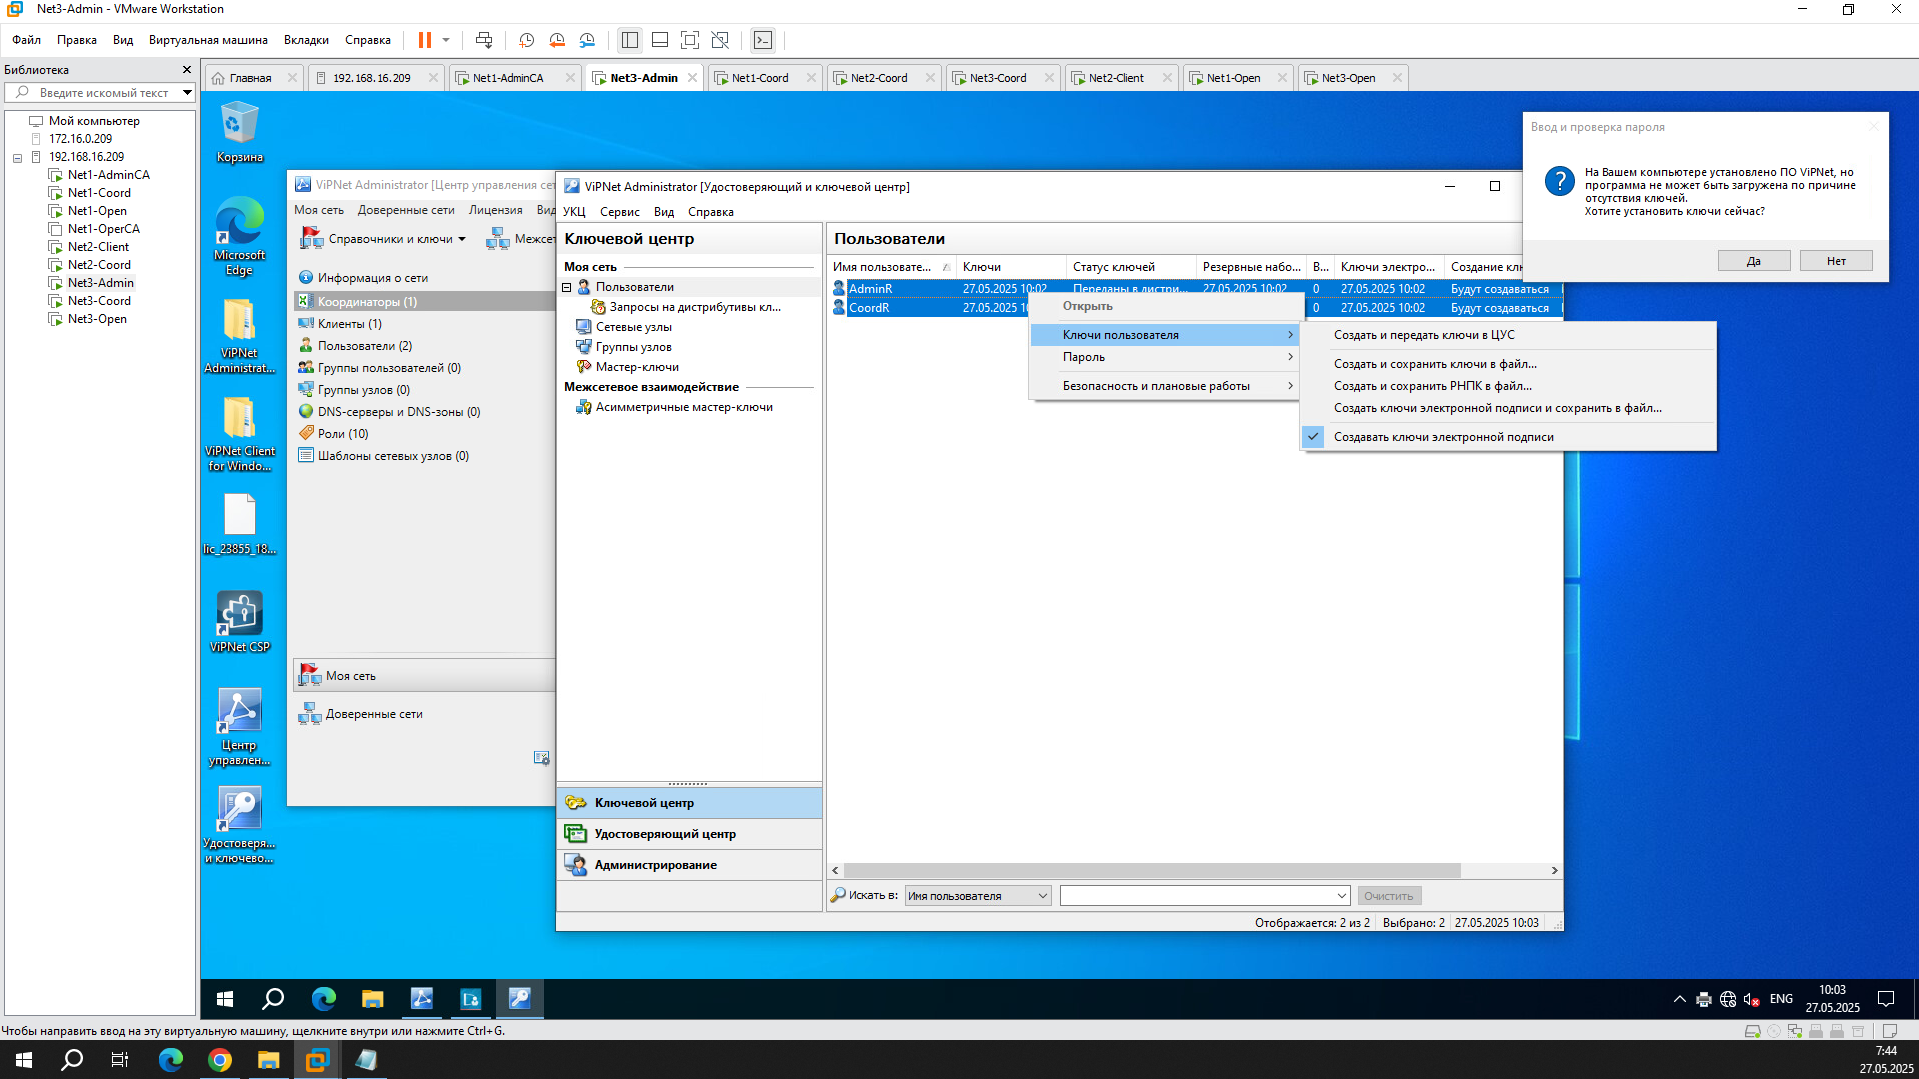 Net3-Admin - VMware Workstation
Файл Правка Вид Виртуальная машина Вкладки Справка
Библиотека
Введите искомый текст
Мой компьютер
172.16.0.209
192.168.16.209
Net1-AdminCA
Net1-Coord
Net1-Open
Net1-OperCA
Net2-Client
Net2-Coord
Net3-Admin
Net3-Coord
Net3-Open
Главная 192.168.16.209 Net1-AdminCA Net3-Admin Net1-Coord Net2-Coord Net3-Coord Net2-Client Net1-Open Net3-Open
Корзина
Microsoft
Edge
ViPNet
Administrat...
ViPNet Client
for Windo...
lic_23855_18...
ViPNet CSP
Центр
управлен...
Удостоверя...
и ключево...
ViPNet Administrator [Центр управления сет
Моя сеть Доверенные сети Лицензия Вид
Справочники и ключи Межсет
Информация о сети
Координаторы (1)
Клиенты (1)
Пользователи (2)
Группы пользователей (0)
Группы узлов (0)
DNS-серверы и DNS-зоны (0)
Роли (10)
Шаблоны сетевых узлов (0)
Моя сеть
Доверенные сети
ViPNet Administrator [Удостоверяющий и ключевой центр]
УКЦ Сервис Вид Справка
Ключевой центр
Моя сеть
Пользователи
Запросы на дистрибутивы кл...
Сетевые узлы
Группы узлов
Мастер-ключи
Межсетевое взаимодействие
Асимметричные мастер-ключи
Ключевой центр
Удостоверяющий центр
Администрирование
Пользователи
Имя пользовате... Ключи Статус ключей Резервные набо... В... Ключи электро... Создание клю
AdminR 27.05.2025 10:02 Переданы в дистри... 27.05.2025 10:02 0 27.05.2025 10:02 Будут создаваться
CoordR 27.05.2025 10:0 0 27.05.2025 10:02 Будут создаваться
Открыть
Ключи пользователя
Пароль
Безопасность и плановые работы
Создать и передать ключи в ЦУС
Создать и сохранить ключи в файл...
Создать и сохранить РНПК в файл...
Создать ключи электронной подписи и сохранить в файл...
Создавать ключи электронной подписи
Искать в: Имя пользователя Очистить
Отображается: 2 из 2 Выбрано: 2 27.05.2025 10:03
Ввод и проверка пароля
На Вашем компьютере установлено ПО ViPNet, но
программа не может быть загружена по причине
отсутствия ключей.
Хотите установить ключи сейчас?
Да Нет
ENG
10:03
27.05.2025
Чтобы направить ввод на эту виртуальную машину, щелкните внутри или нажмите Ctrl+G.
7:44
27.05.2025